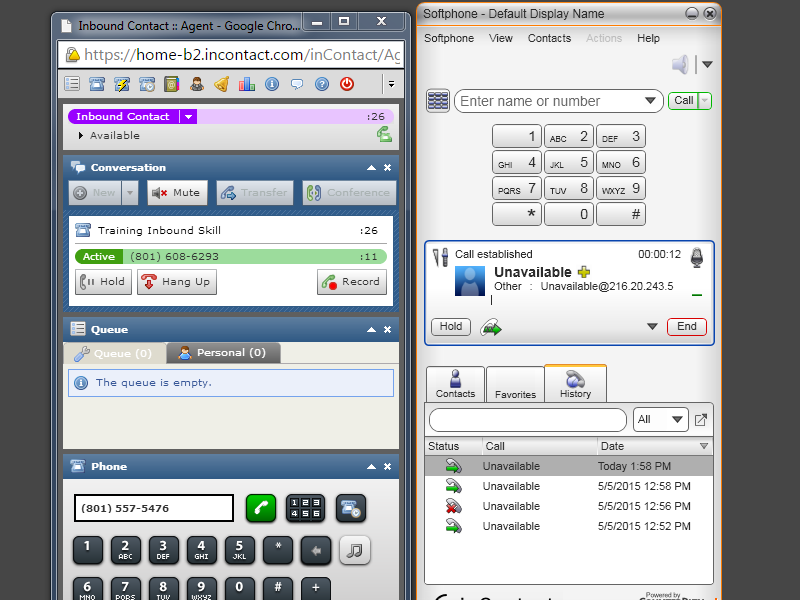 Inbound Contact :: Agent - Google Chro...
https://home-b2.incontact.com/inContact/Ag
Inbound Contact :26
Available
Conversation
New Mute Transfer Conference
Training Inbound Skill :26
Active (801) 608-6293 :11
Hold Hang Up Record
Queue
Queue (0) Personal (0)
The queue is empty.
Phone
(801) 557-5476
1 2 ABC 3 DEF 4 GHI 5 JKL *
6 MNO 7 PQRS 8 TUV 9 WXYZ 0 # +
Softphone - Default Display Name
Softphone View Contacts Actions Help
Enter name or number Call
1 ABC 2 DEF 3
GHI 4 JKL 5 MNO 6
PQRS 7 TUV 8 WXYZ 9
* 0 #
Call established 00:00:12
Unavailable
Other : Unavailable@216.20.243.5
Hold End
Contacts Favorites History
All
Status Call Date
Unavailable Today 1:58 PM
Unavailable 5/5/2015 12:58 PM
Unavailable 5/5/2015 12:56 PM
Unavailable 5/5/2015 12:52 PM
Powered by